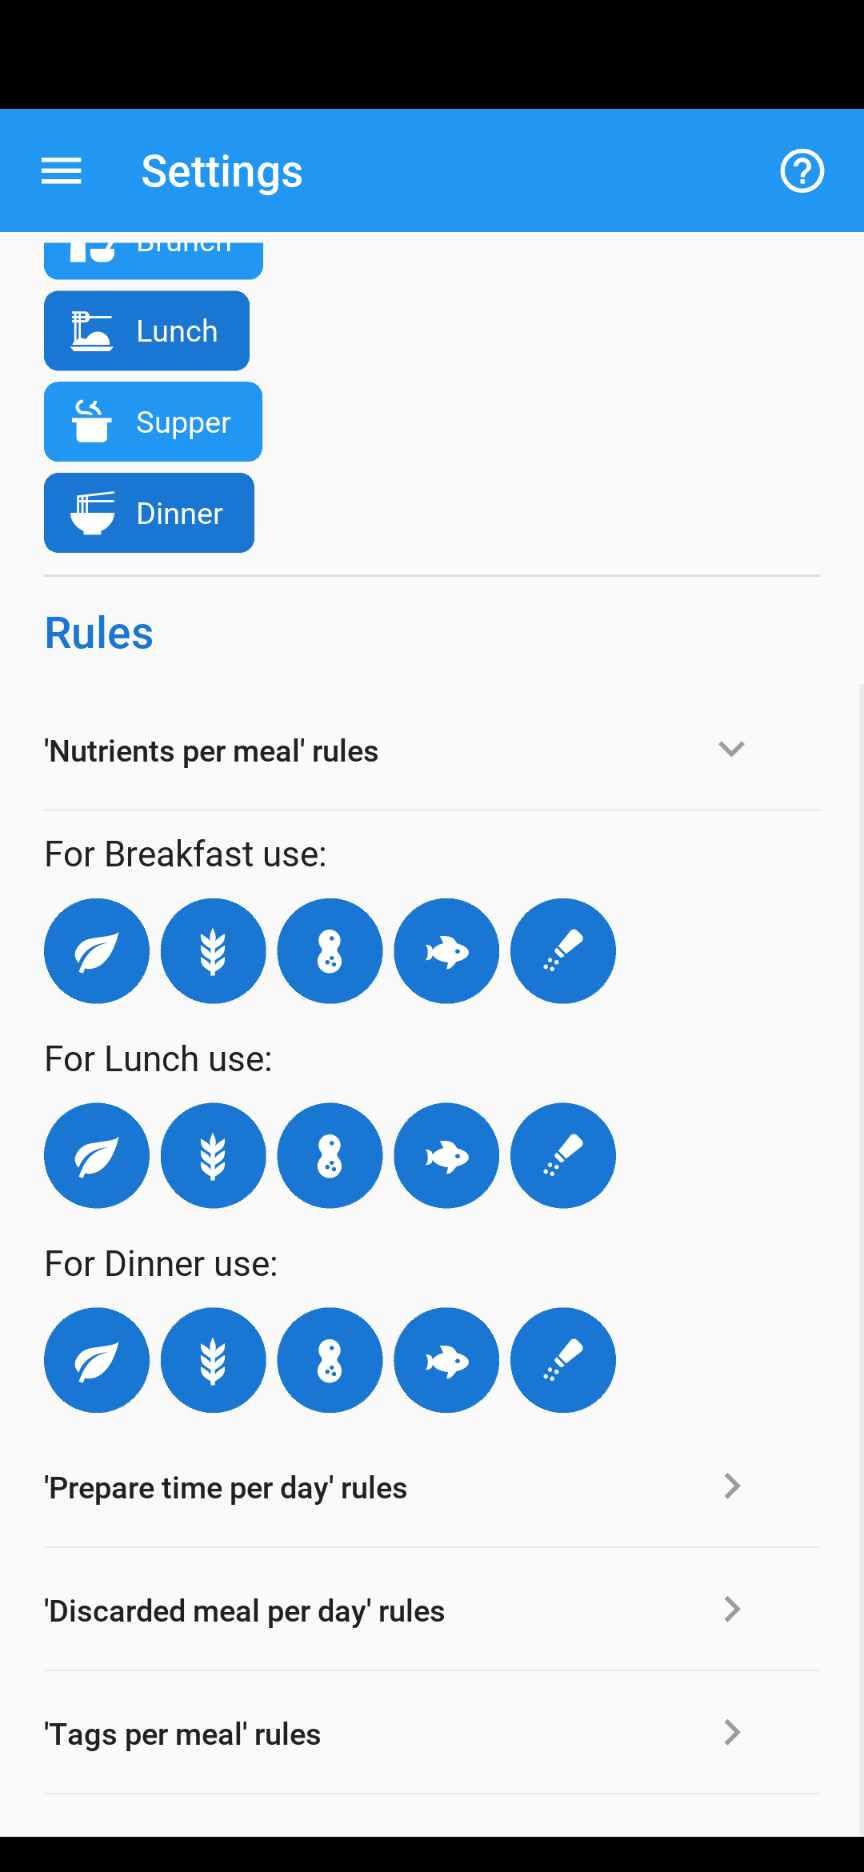 Settings
Brunch
Lunch
Supper
Dinner
Rules
'Nutrients per meal' rules
For Breakfast use:
For Lunch use:
For Dinner use:
'Prepare time per day' rules
'Discarded meal per day' rules
'Tags per meal' rules